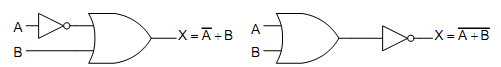 A
B
X = A̅ + B
A
B
X = A̅ ̅+̅ ̅B̅